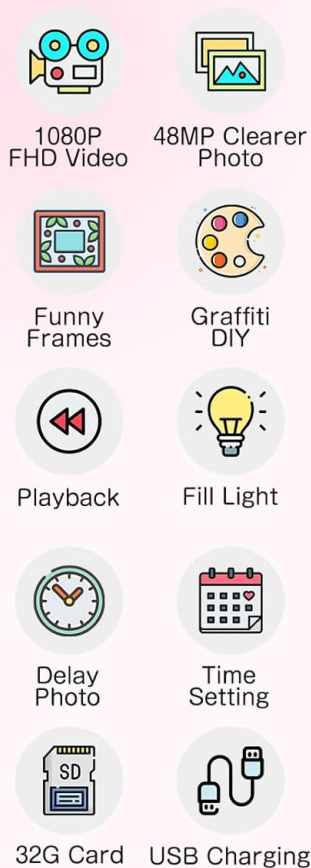 1080P
FHD Video
48MP Clearer
Photo
Funny
Frames
Graffiti
DIY
Playback
Fill Light
Delay
Photo
Time
Setting
SD
32G Card
USB Charging